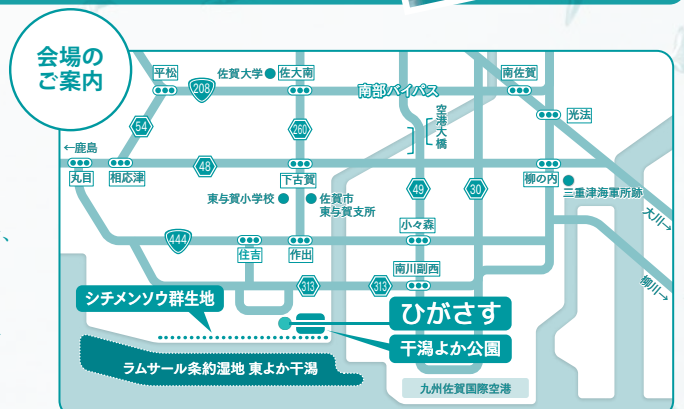 会場の
ご案内
平松
佐賀大学
佐大南
南佐賀
208
南部バイパス
光法
空港大橋
54
260
←鹿島
48
丸目
相応津
下古賀
49
30
柳の内
三重津海軍所跡
東与賀小学校
佐賀市
東与賀支所
大川→
小々森
444
住吉
作出
南川副西
柳川→
313
313
シチメンソウ群生地
ひがさす
干潟よか公園
ラムサール条約湿地 東よか干潟
九州佐賀国際空港
、